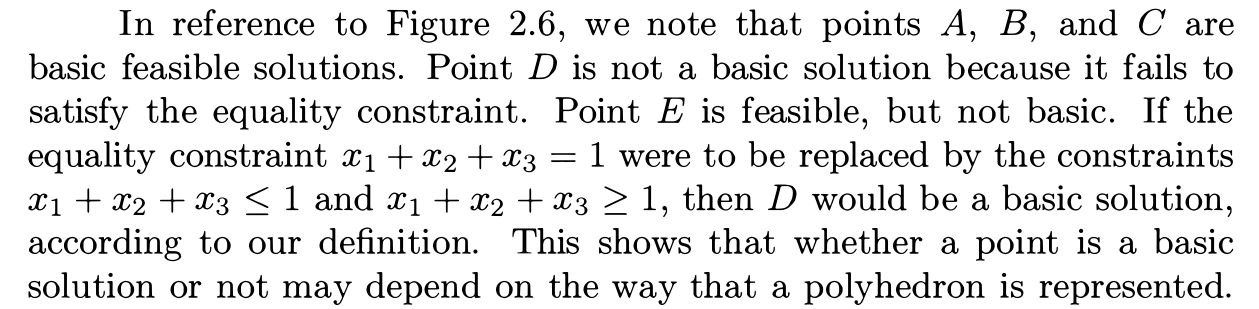 In reference to Figure 2.6, we note that points A, B, and C are
basic feasible solutions. Point D is not a basic solution because it fails to
satisfy the equality constraint. Point E is feasible, but not basic. If the
equality constraint x₁ + x₂ + x₃ = 1 were to be replaced by the constraints
x₁ + x₂ + x₃ ≤ 1 and x₁ + x₂ + x₃ ≥ 1, then D would be a basic solution,
according to our definition. This shows that whether a point is a basic
solution or not may depend on the way that a polyhedron is represented.